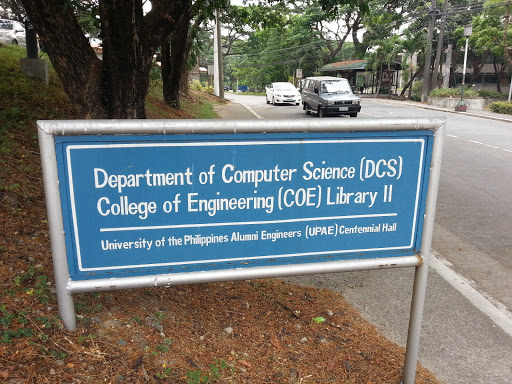 Department of Computer Science (DCS)
College of Engineering (COE) Library II
University of the Philippines Alumni Engineers (UPAE) Centennial Hall